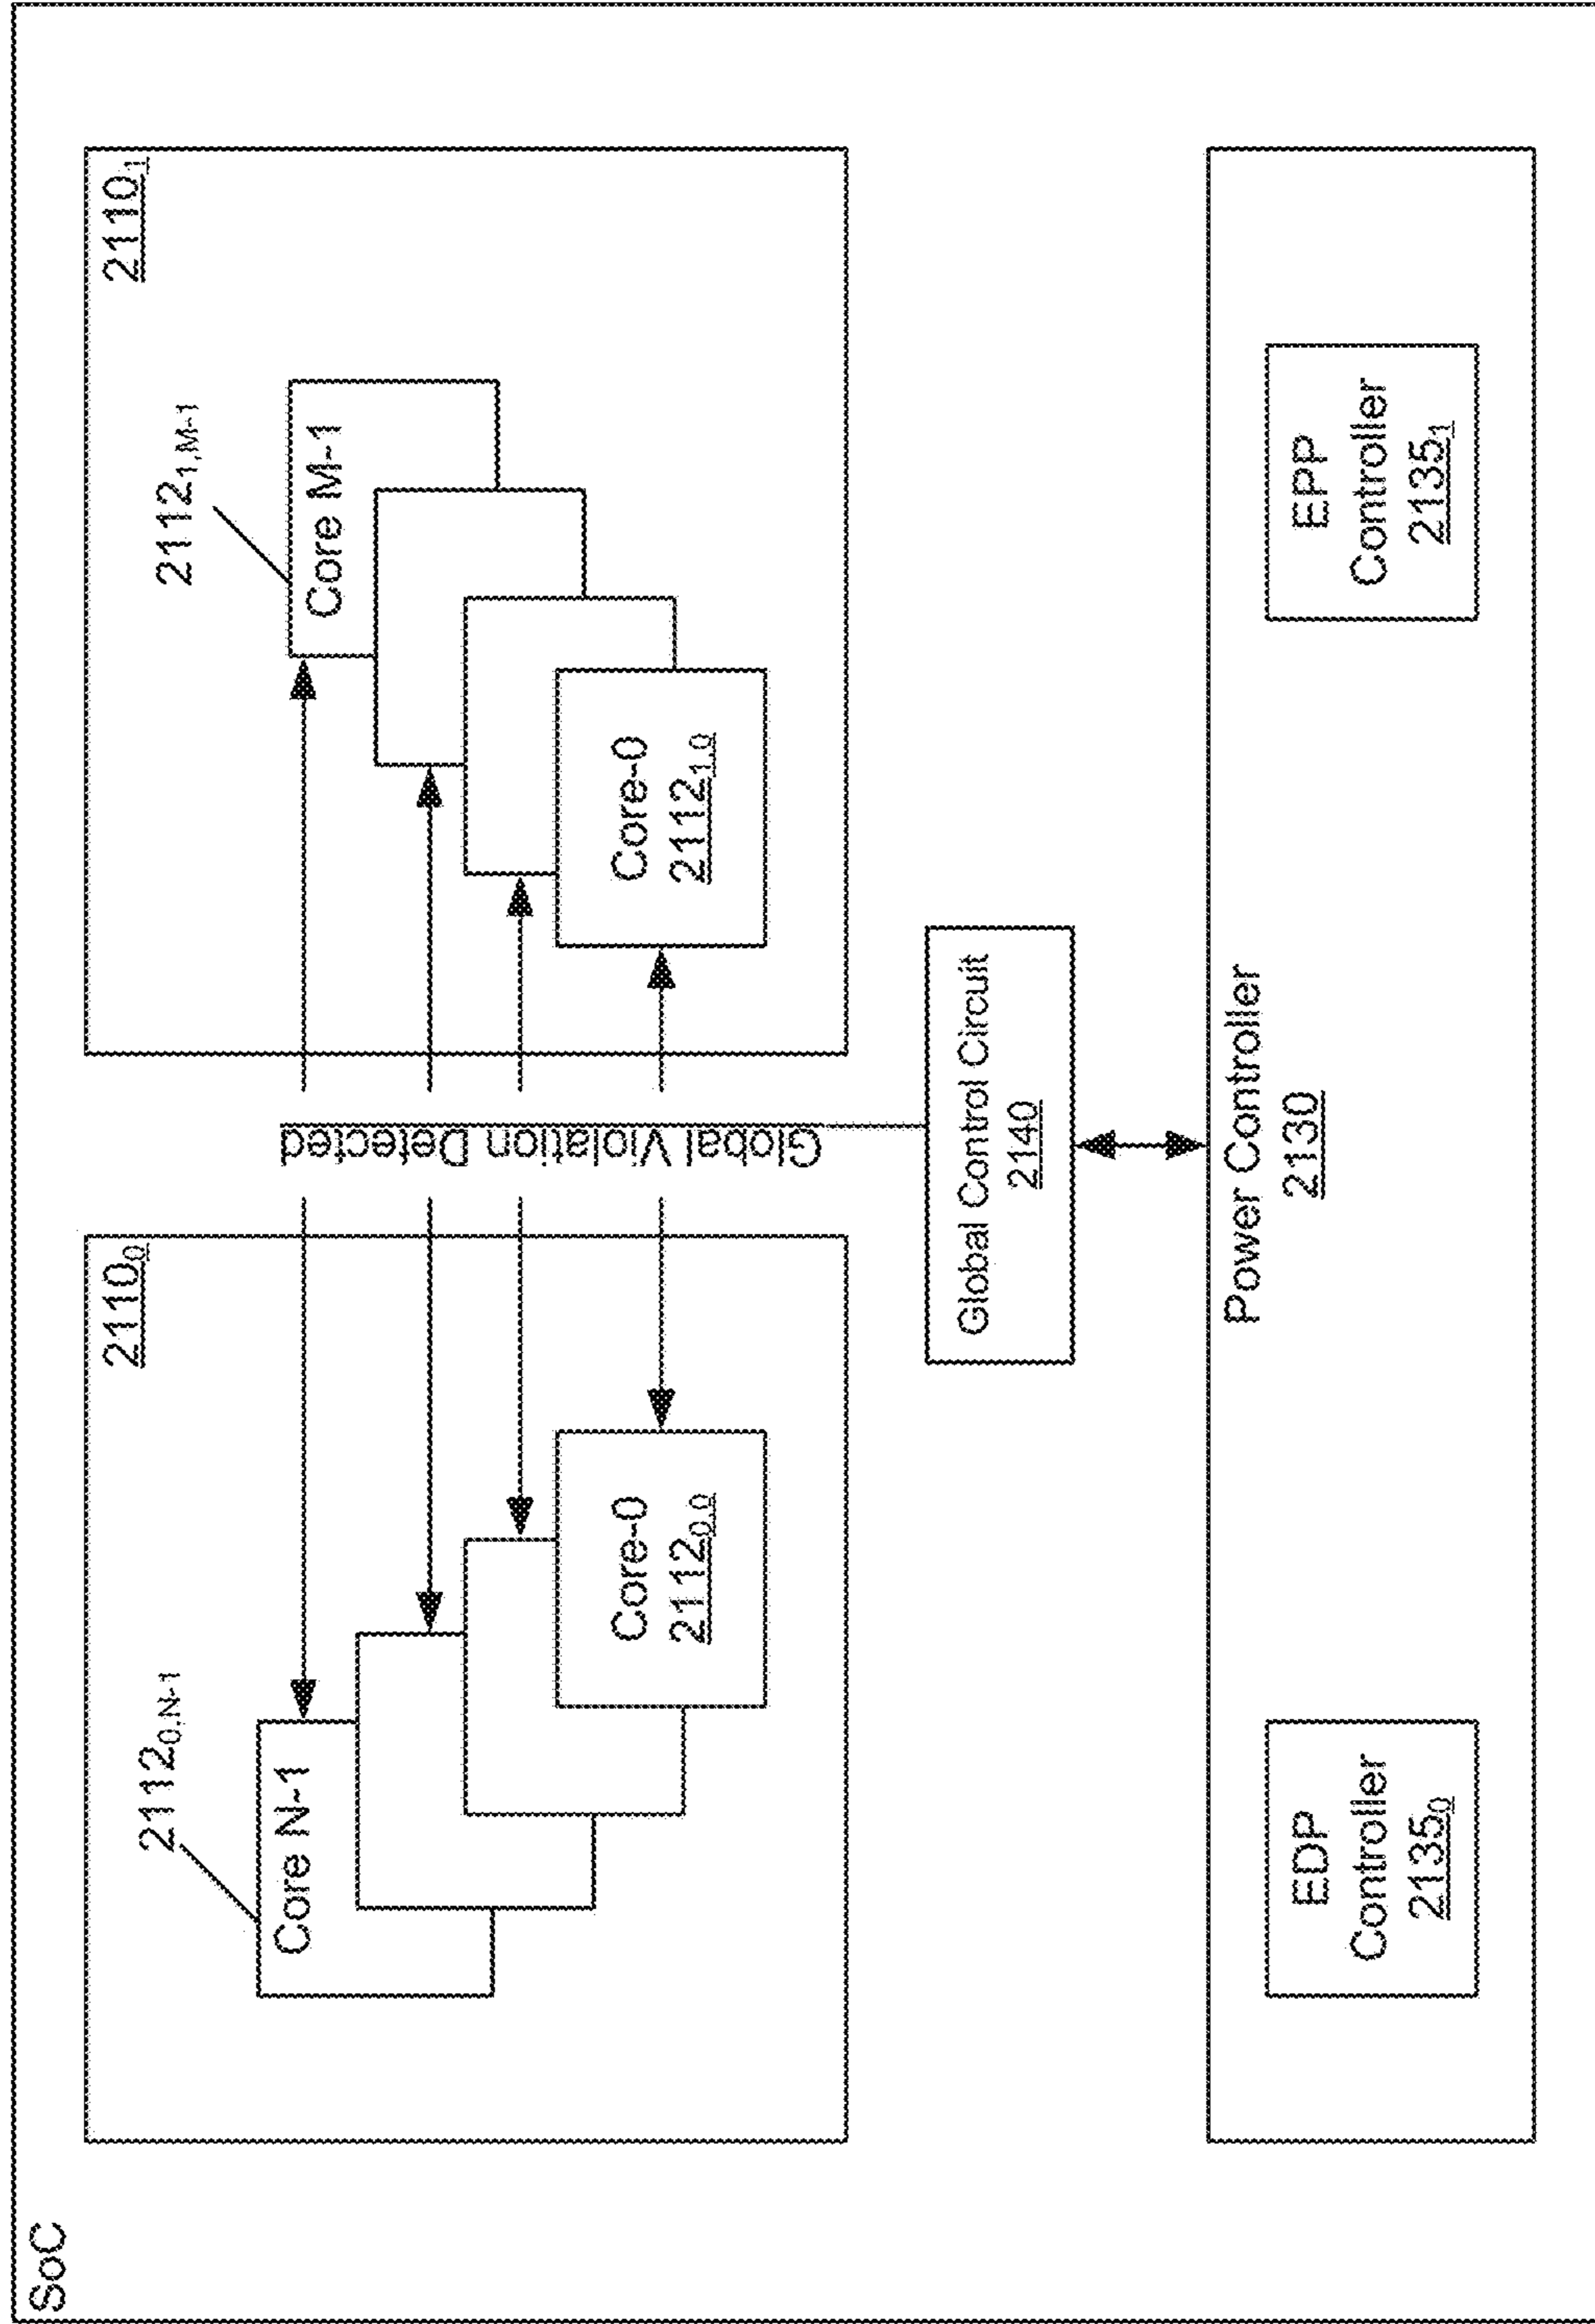 SoC
2110₀
2112₀,N-1
Core N-1
Core-0
2112₀,₀
2110₁
2112₁,M-1
Core M-1
Core-0
2112₁,₀
Global Violation Detected
Global Control Circuit
2140
Power Controller
2130
EDP
Controller
2135₀
EPP
Controller
2135₁